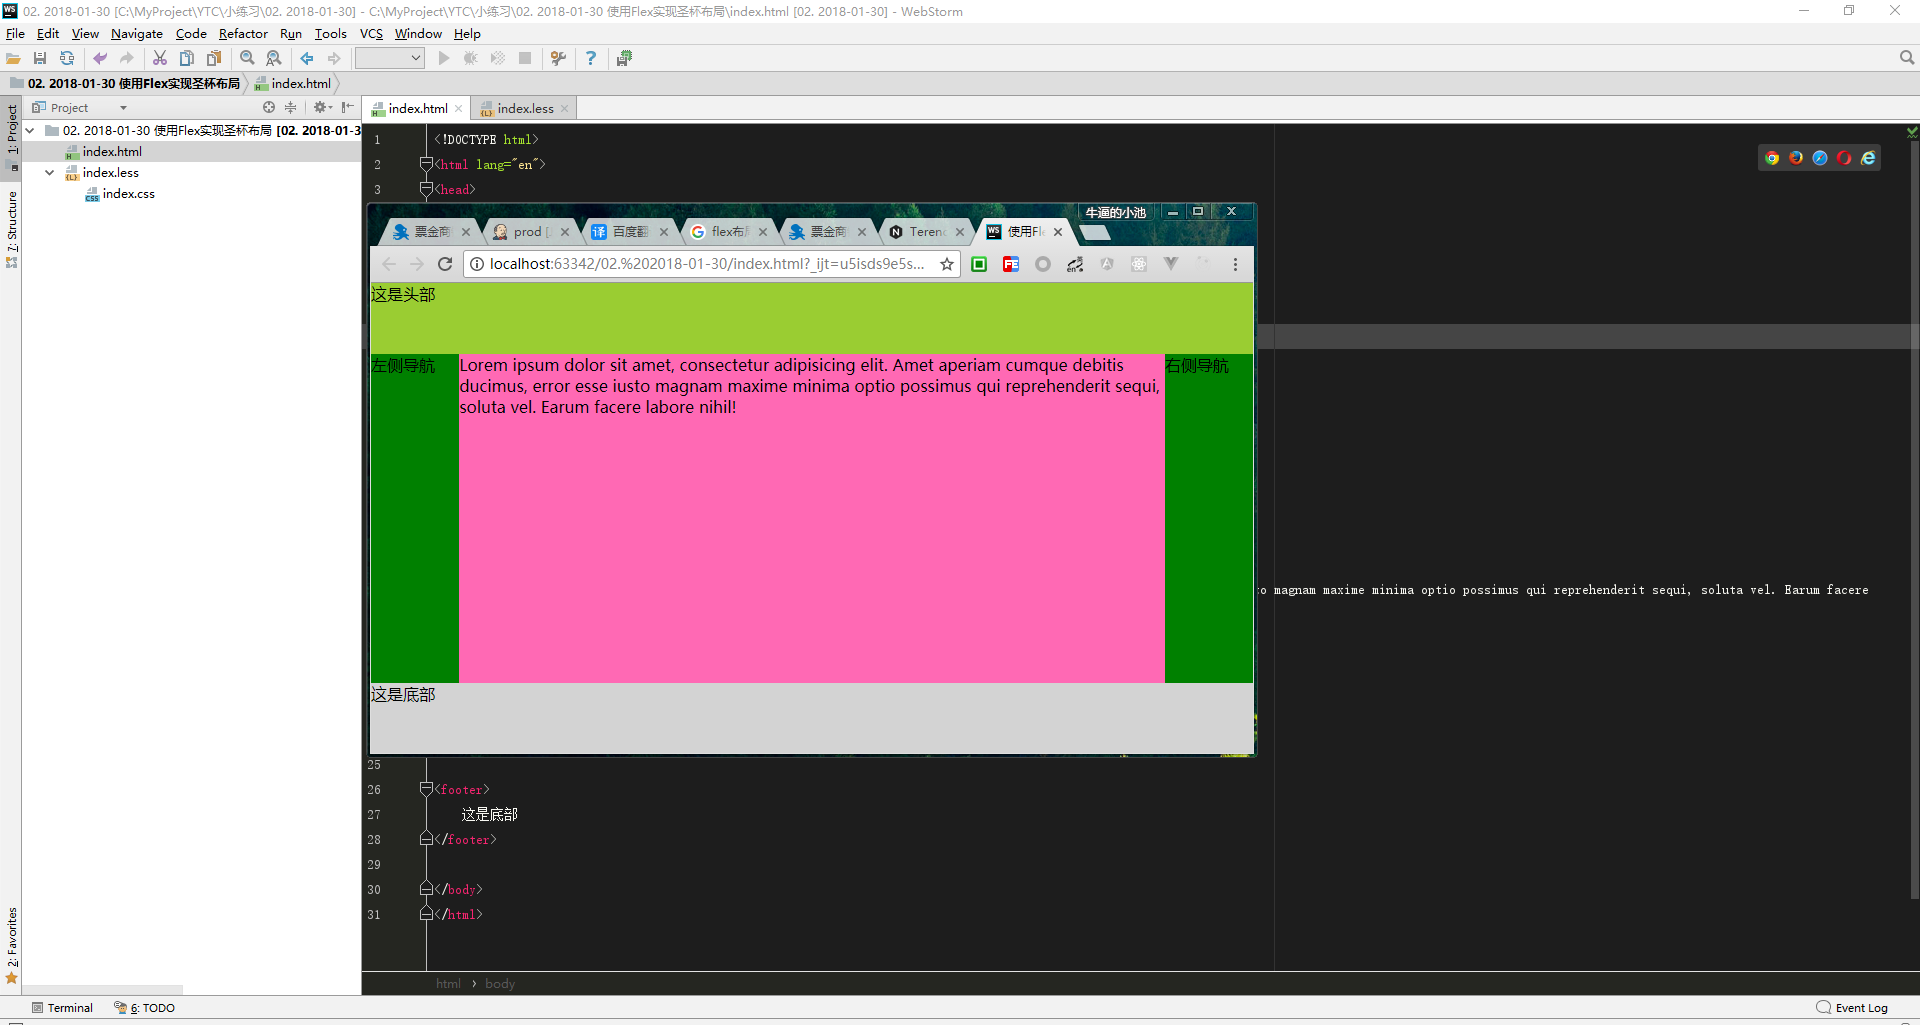 02. 2018-01-30 [C:\MyProject\YTC\小练习\02. 2018-01-30] - C:\MyProject\YTC\小练习\02. 2018-01-30 使用Flex实现圣杯布局\index.html [02. 2018-01-30] - WebStorm
File Edit View Navigate Code Refactor Run Tools VCS Window Help
02. 2018-01-30 使用Flex实现圣杯布局 index.html
1: Project
7: Structure
2: Favorites
Project
02. 2018-01-30 使用Flex实现圣杯布局 [02. 2018-01-3
index.html
index.less
index.css
index.html index.less
1 <!DOCTYPE html>
2 <html lang="en">
3 <head>
牛逼的小池
票金商 prod [ 百度翻 flex布 票金商 Teren 使用Fl
localhost:63342/02.%202018-01-30/index.html?_ijt=u5isds9e5s...
这是头部
左侧导航
Lorem ipsum dolor sit amet, consectetur adipisicing elit. Amet aperiam cumque debitis
ducimus, error esse iusto magnam maxime minima optio possimus qui reprehenderit sequi,
soluta vel. Earum facere labore nihil!
右侧导航
to magnam maxime minima optio possimus qui reprehenderit sequi, soluta vel. Earum facere
这是底部
25
26 <footer>
27 这是底部
28 </footer>
29
30 </body>
31 </html>
html › body
Terminal 6: TODO Event Log